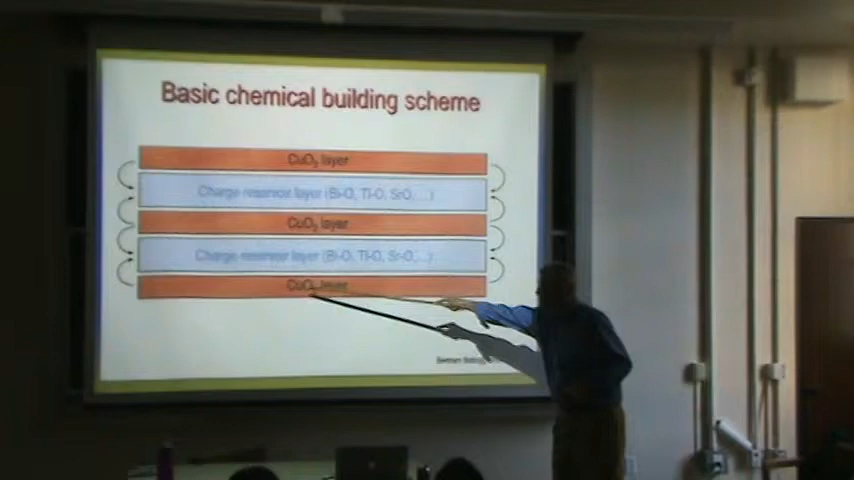 Basic chemical building scheme
CuO₂ layer
Charge reservoir layer (Bi-O, Tl-O, SrO,...)
CuO₂ layer
Charge reservoir layer (Bi-O, Tl-O, Sr-O,...)
CuO₂ layer